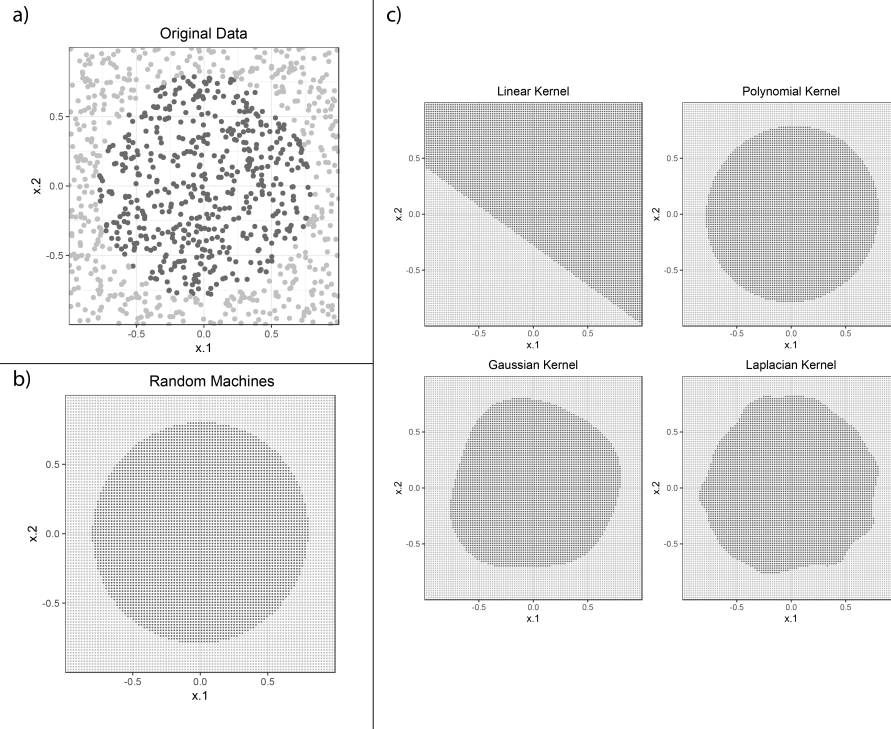 a)
Original Data
0.5
0.0
-0.5
x.2
-0.5 0.0 0.5
x.1
b)
Random Machines
0.5
0.0
-0.5
x.2
-0.5 0.0 0.5
x.1
c)
Linear Kernel
0.5
0.0
-0.5
x.2
-0.5 0.0 0.5
x.1
Polynomial Kernel
0.5
0.0
-0.5
x.2
-0.5 0.0 0.5
x.1
Gaussian Kernel
0.5
0.0
-0.5
x.2
-0.5 0.0 0.5
x.1
Laplacian Kernel
0.5
0.0
-0.5
x.2
-0.5 0.0 0.5
x.1